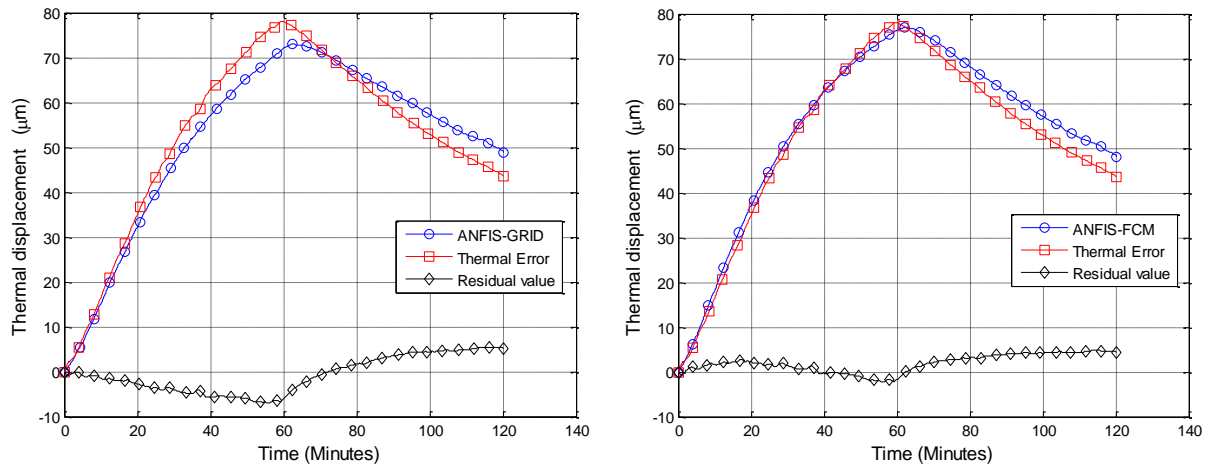 80
70
60
50
40
30
20
10
0
-10
0 20 40 60 80 100 120 140
Thermal displacement (μm)
Time (Minutes)
ANFIS-GRID
Thermal Error
Residual value
80
70
60
50
40
30
20
10
0
-10
0 20 40 60 80 100 120 140
Thermal displacement (μm)
Time (Minutes)
ANFIS-FCM
Thermal Error
Residual value